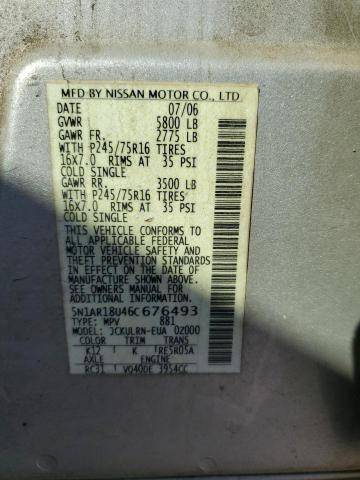 MFD BY NISSAN MOTOR CO., LTD.
DATE 07/06
GVWR 5800 LB
GAWR FR. 2775 LB
WITH P245/75R16 TIRES
16X7.0 RIMS AT 35 PSI
COLD SINGLE
GAWR RR. 3500 LB
WITH P245/75R16 TIRES
16X7.0 RIMS AT 35 PSI
COLD SINGLE
THIS VEHICLE CONFORMS TO
ALL APPLICABLE FEDERAL
MOTOR VEHICLE SAFETY AND
THEFT PREVENTION STANDARDS
IN EFFECT ON THE DATE OF
MANUFACTURE SHOWN ABOVE.
SEE OWNERS MANUAL FOR
ADDITIONAL INFORMATION.
5N1AR18U46C676493
TYPE: MPV 881
MODEL: JCKULRN-EUA 0Z000
COLOR TRIM TRANS
K12 K RE5R05A
AXLE ENGINE
RC31 VQ40DE 3954CC